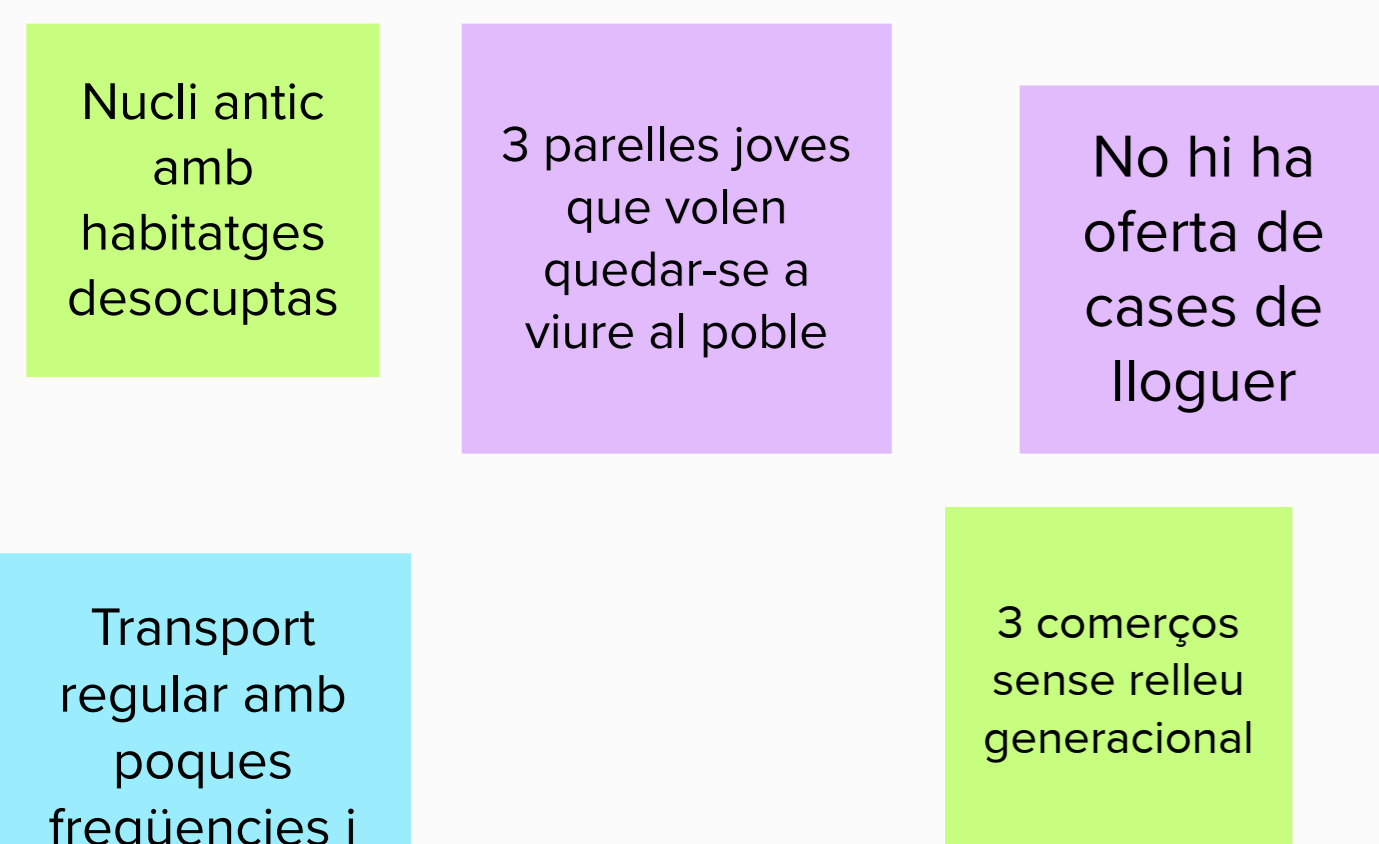 Nucli antic
amb
habitatges
desocuptas
3 parelles joves
que volen
quedar-se a
viure al poble
No hi ha
oferta de
cases de
lloguer
Transport
regular amb
poques
freqüencies i
3 comerços
sense relleu
generacional